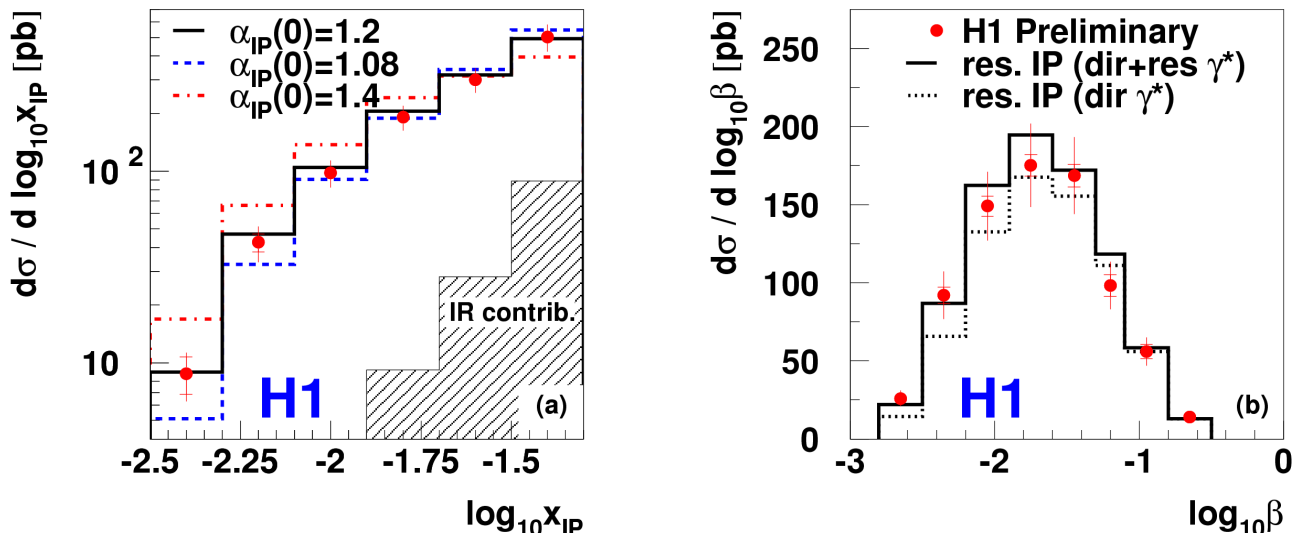 dσ / d log₁₀x_IP [pb]
α_IP(0)=1.2
α_IP(0)=1.08
α_IP(0)=1.4
10²
10
IR contrib.
H1
(a)
-2.5 -2.25 -2 -1.75 -1.5
log₁₀x_IP
dσ / d log₁₀β [pb]
H1 Preliminary
res. IP (dir+res γ*)
res. IP (dir γ*)
250
200
150
100
50
0
H1
(b)
-3 -2 -1 0
log₁₀β